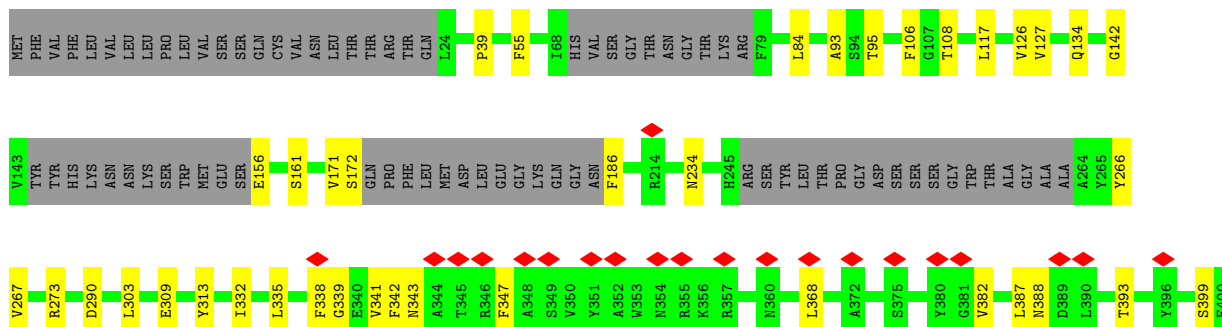 MET PHE VAL PHE LEU VAL LEU LEU PRO LEU VAL SER SER GLN CYS VAL ASN LEU THR THR ARG THR GLN L24 P39 F55 I68 HIS VAL SER GLY THR ASN GLY THR LYS ARG F79 L84 A93 S94 T95 F106 G107 T108 L117 V126 V127 Q134 G142
V143 TYR TYR HIS LYS ASN ASN LYS SER TRP MET GLU SER E156 S161 V171 S172 GLN PRO PHE LEU MET ASP LEU GLU GLY LYS GLN GLY ASN F186 R214 N234 H245 ARG SER TYR LEU THR PRO GLY ASP SER SER SER GLY TRP THR ALA GLY ALA ALA A264 Y265 Y266
V267 R273 D290 L303 E309 Y313 I332 L335 F338 G339 E340 V341 F342 N343 A344 T345 R346 F347 A348 S349 V350 Y351 A352 W353 N354 R355 K356 R357 N360 L368 A372 S375 Y380 G381 V382 L387 N388 D389 L390 T393 Y396 S399